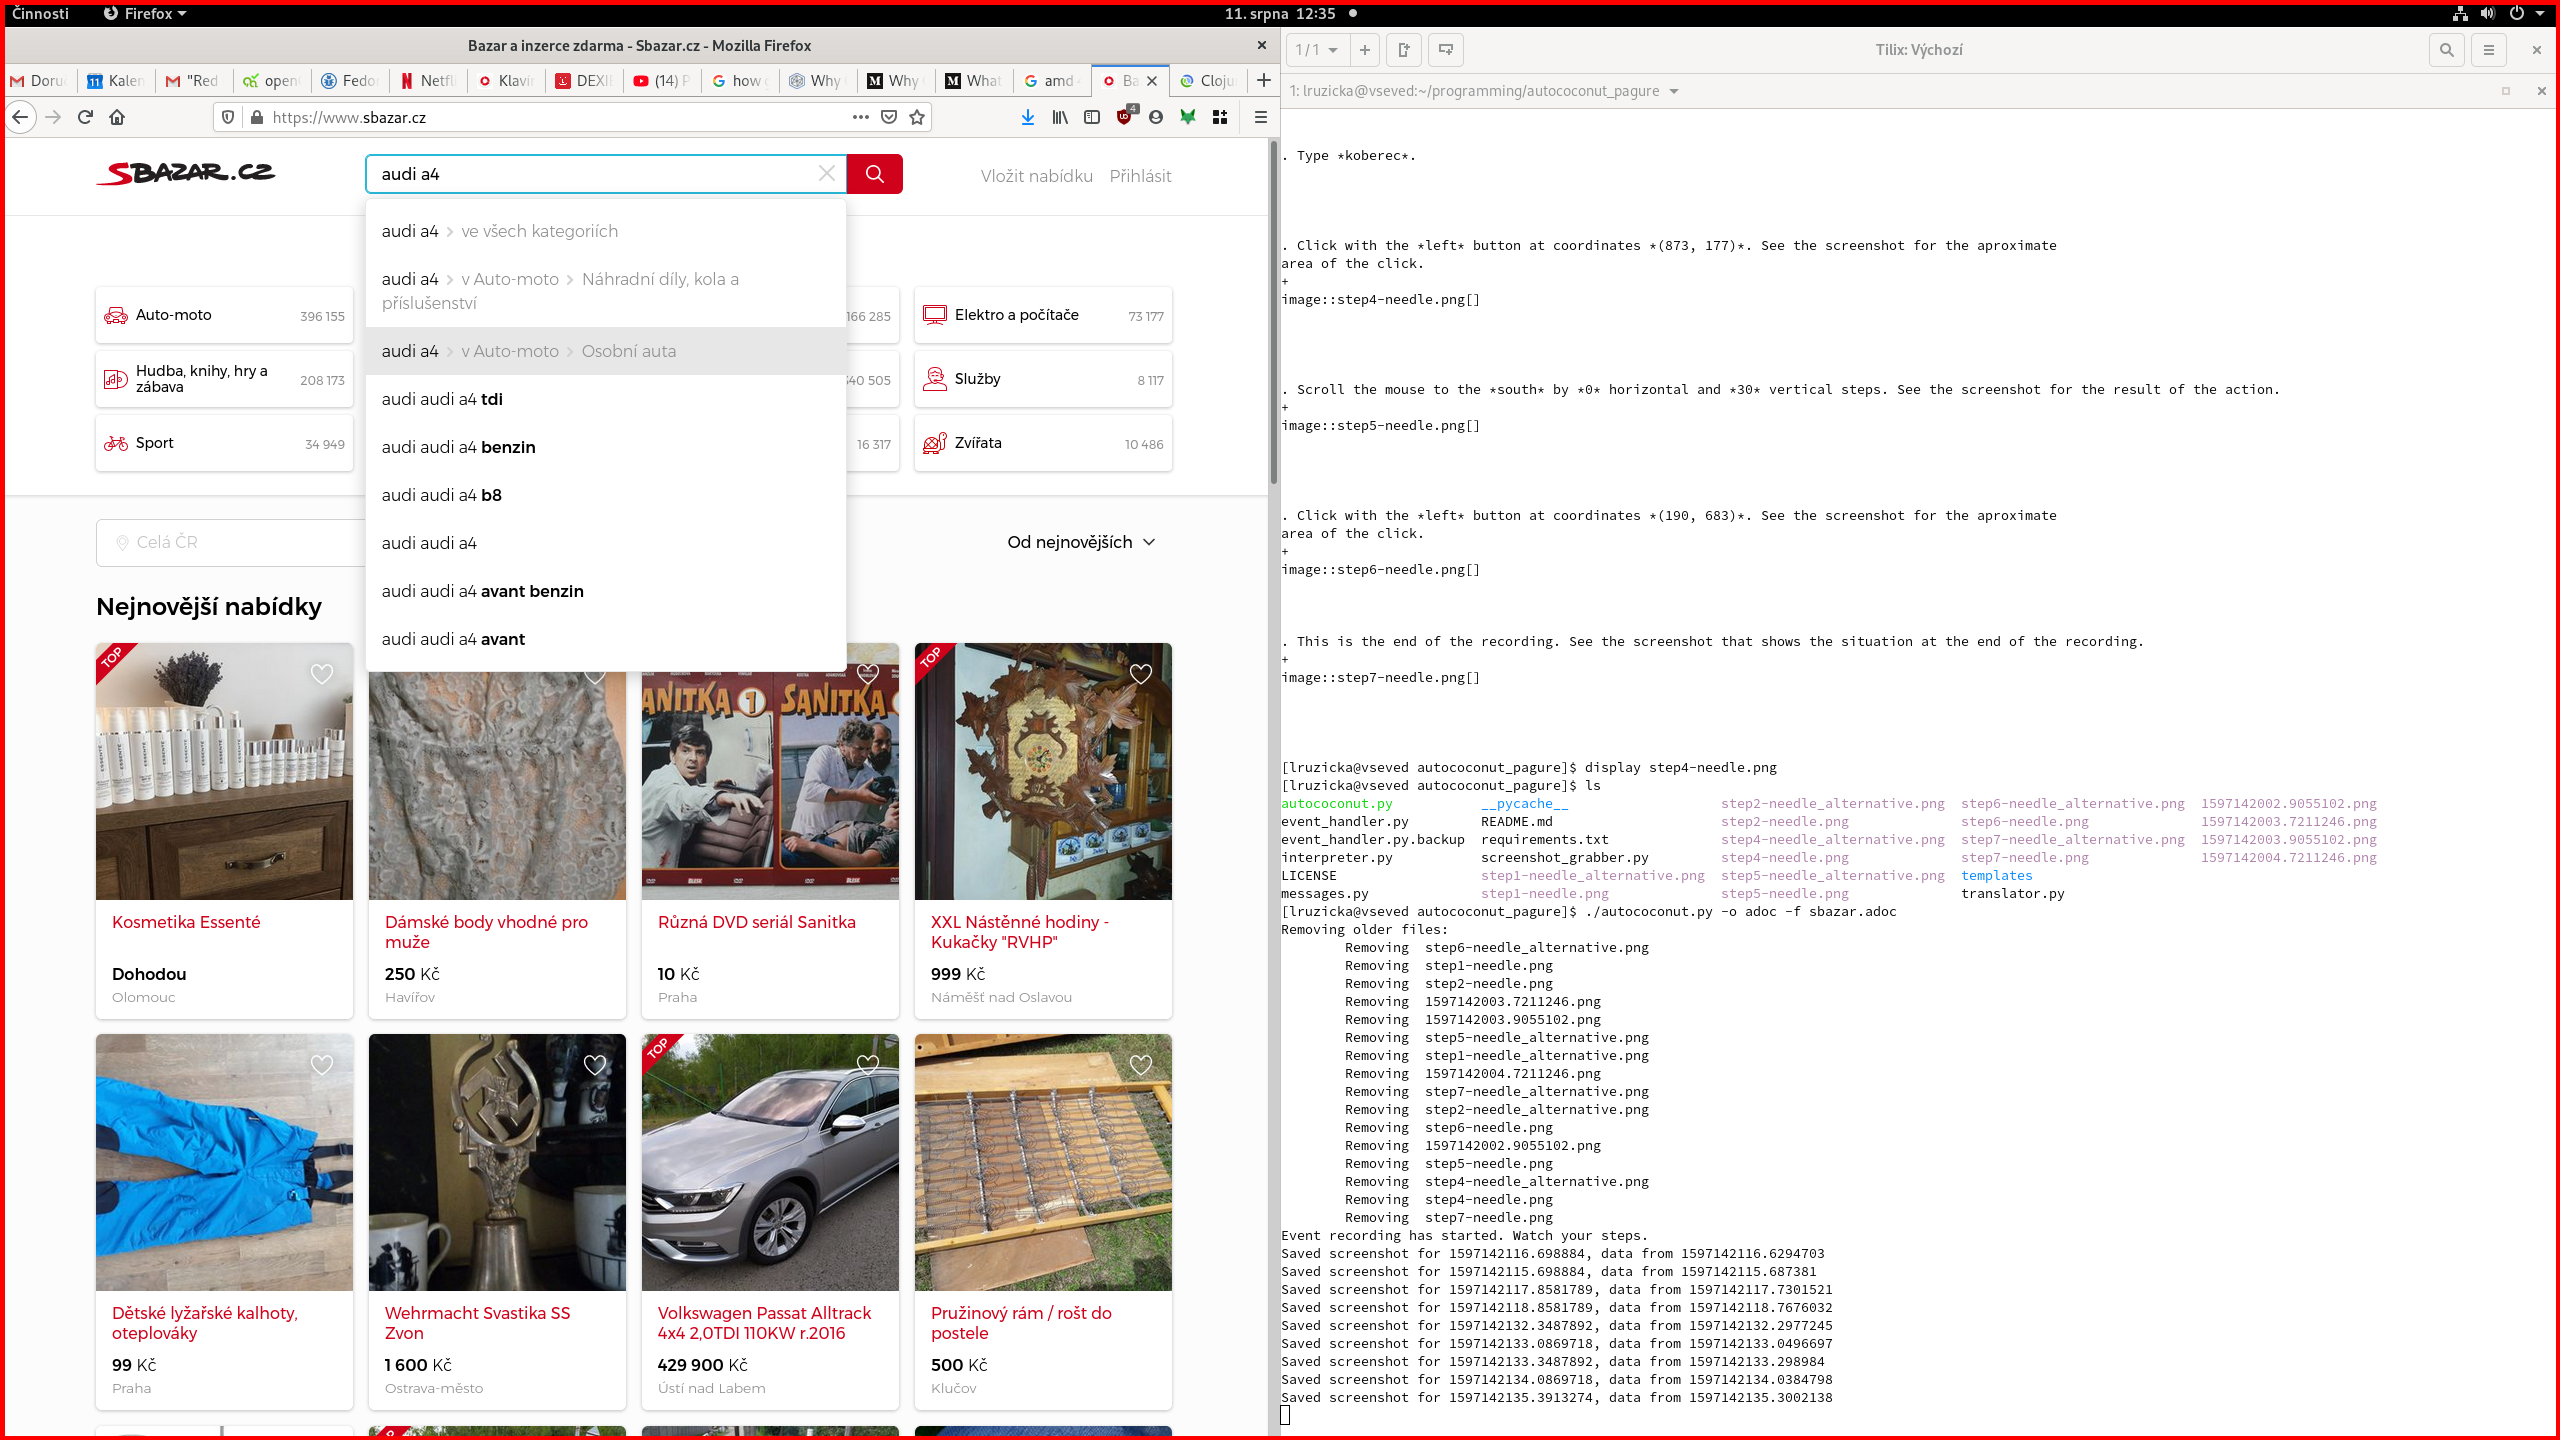 Činnosti
Firefox
11. srpna 12:35
Bazar a inzerce zdarma - Sbazar.cz - Mozilla Firefox
Doru
Kalen
"Red
open
Fedo
Netfl
Klavír
DEXI
(14) P
how
Why
Why
What
amd
Ba
Cloju
https://www.sbazar.cz
4
SBAZAR.CZ
audi a4
Vložit nabídku
Přihlásit
audi a4 > ve všech kategoriích
audi a4 > v Auto-moto > Náhradní díly, kola a
příslušenství
audi a4 > v Auto-moto > Osobní auta
audi audi a4 tdi
audi audi a4 benzin
audi audi a4 b8
audi audi a4
audi audi a4 avant benzin
audi audi a4 avant
Auto-moto
396 155
166 285
Elektro a počítače
73 177
Hudba, knihy, hry a
zábava
208 173
340 505
Služby
8 117
Sport
34 949
16 317
Zvířata
10 486
Celá ČR
Od nejnovějších
Nejnovější nabídky
TOP
SANITKA 1
SANITKA
TOP
Kosmetika Essenté
Dohodou
Olomouc
Dámské body vhodné pro
muže
250 Kč
Havířov
Různá DVD seriál Sanitka
10 Kč
Praha
XXL Nástěnné hodiny -
Kukačky "RVHP"
999 Kč
Náměšť nad Oslavou
TOP
Dětské lyžařské kalhoty,
oteplováky
99 Kč
Praha
Wehrmacht Svastika SS
Zvon
1 600 Kč
Ostrava-město
Volkswagen Passat Alltrack
4x4 2,0TDI 110KW r.2016
429 900 Kč
Ústí nad Labem
Pružinový rám / rošt do
postele
500 Kč
Klučov
1 / 1
Tilix: Výchozí
1: lruzicka@vseved:~/programming/autococonut_pagure
. Type *koberec*.
. Click with the *left* button at coordinates *(873, 177)*. See the screenshot for the aproximate
area of the click.
+
image::step4-needle.png[]
. Scroll the mouse to the *south* by *0* horizontal and *30* vertical steps. See the screenshot for the result of the action.
+
image::step5-needle.png[]
. Click with the *left* button at coordinates *(190, 683)*. See the screenshot for the aproximate
area of the click.
+
image::step6-needle.png[]
. This is the end of the recording. See the screenshot that shows the situation at the end of the recording.
+
image::step7-needle.png[]
[lruzicka@vseved autococonut_pagure]$ display step4-needle.png
[lruzicka@vseved autococonut_pagure]$ ls
autococonut.py __pycache__ step2-needle_alternative.png step6-needle_alternative.png 1597142002.9055102.png
event_handler.py README.md step2-needle.png step6-needle.png 1597142003.7211246.png
event_handler.py.backup requirements.txt step4-needle_alternative.png step7-needle_alternative.png 1597142003.9055102.png
interpreter.py screenshot_grabber.py step4-needle.png step7-needle.png 1597142004.7211246.png
LICENSE step1-needle_alternative.png step5-needle_alternative.png templates
messages.py step1-needle.png step5-needle.png translator.py
[lruzicka@vseved autococonut_pagure]$ ./autococonut.py -o adoc -f sbazar.adoc
Removing older files:
Removing step6-needle_alternative.png
Removing step1-needle.png
Removing step2-needle.png
Removing 1597142003.7211246.png
Removing 1597142003.9055102.png
Removing step5-needle_alternative.png
Removing step1-needle_alternative.png
Removing 1597142004.7211246.png
Removing step7-needle_alternative.png
Removing step2-needle_alternative.png
Removing step6-needle.png
Removing 1597142002.9055102.png
Removing step5-needle.png
Removing step4-needle_alternative.png
Removing step4-needle.png
Removing step7-needle.png
Event recording has started. Watch your steps.
Saved screenshot for 1597142116.698884, data from 1597142116.6294703
Saved screenshot for 1597142115.698884, data from 1597142115.687381
Saved screenshot for 1597142117.8581789, data from 1597142117.7301521
Saved screenshot for 1597142118.8581789, data from 1597142118.7676032
Saved screenshot for 1597142132.3487892, data from 1597142132.2977245
Saved screenshot for 1597142133.0869718, data from 1597142133.0496697
Saved screenshot for 1597142133.3487892, data from 1597142133.298984
Saved screenshot for 1597142134.0869718, data from 1597142134.0384798
Saved screenshot for 1597142135.3913274, data from 1597142135.3002138